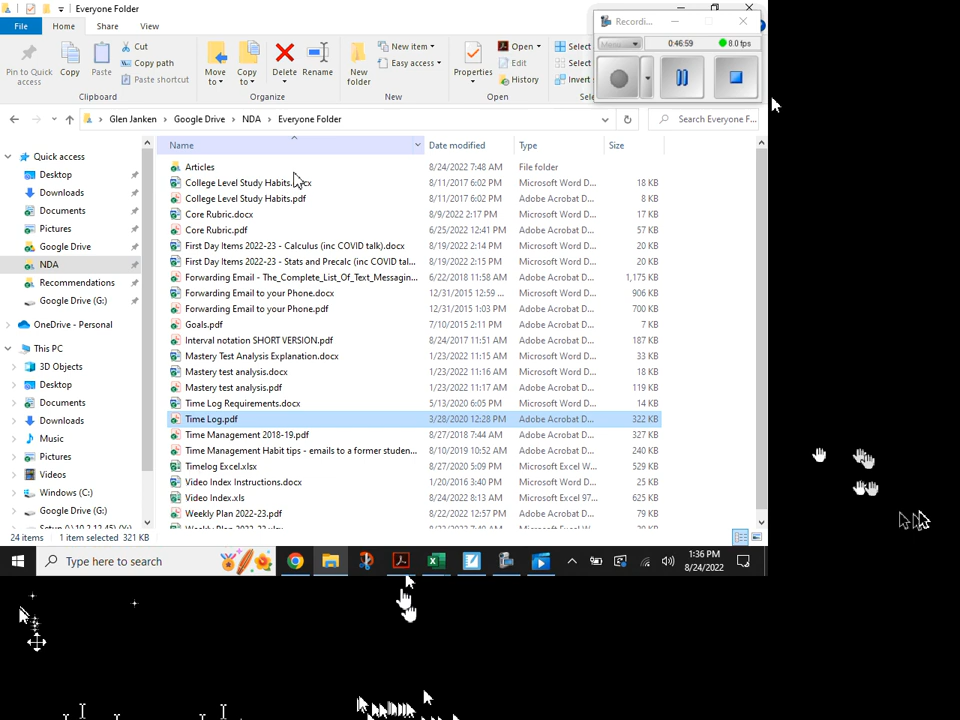 Everyone Folder
File Home Share View
Pin to Quick access
Copy
Paste
Cut
Copy path
Paste shortcut
Clipboard
Move to
Copy to
Delete
Rename
Organize
New folder
New item
Easy access
New
Properties
Open
Edit
History
Open
Select
Select
Invert
Recordi...
0:46:59 8.0 fps
Glen Janken > Google Drive > NDA > Everyone Folder
Search Everyone F...
Name Date modified Type Size
Quick access
Desktop
Downloads
Documents
Pictures
Google Drive
NDA
Recommendations
Google Drive (G:)
OneDrive - Personal
This PC
3D Objects
Desktop
Documents
Downloads
Music
Pictures
Videos
Windows (C:)
Google Drive (G:)
Articles 8/24/2022 7:48 AM File folder
College Level Study Habits. cx 8/11/2017 6:02 PM Microsoft Word D... 18 KB
College Level Study Habits.pdf 8/11/2017 6:02 PM Adobe Acrobat D... 8 KB
Core Rubric.docx 8/9/2022 2:17 PM Microsoft Word D... 17 KB
Core Rubric.pdf 6/25/2022 12:41 PM Adobe Acrobat D... 57 KB
First Day Items 2022-23 - Calculus (inc COVID talk).docx 8/19/2022 2:14 PM Microsoft Word D... 20 KB
First Day Items 2022-23 - Stats and Precalc (inc COVID tal... 8/19/2022 2:15 PM Microsoft Word D... 20 KB
Forwarding Email - The_Complete_List_Of_Text_Messagin... 6/22/2018 11:58 AM Adobe Acrobat D... 1,175 KB
Forwarding Email to your Phone.docx 12/31/2015 12:59 ... Microsoft Word D... 906 KB
Forwarding Email to your Phone.pdf 12/31/2015 1:03 PM Adobe Acrobat D... 700 KB
Goals.pdf 7/10/2015 2:11 PM Adobe Acrobat D... 7 KB
Interval notation SHORT VERSION.pdf 8/24/2017 11:51 AM Adobe Acrobat D... 187 KB
Mastery Test Analysis Explanation.docx 1/23/2022 11:15 AM Microsoft Word D... 33 KB
Mastery test analysis.docx 1/23/2022 11:16 AM Microsoft Word D... 18 KB
Mastery test analysis.pdf 1/23/2022 11:17 AM Adobe Acrobat D... 119 KB
Time Log Requirements.docx 5/13/2020 6:05 PM Microsoft Word D... 14 KB
Time Log.pdf 3/28/2020 12:28 PM Adobe Acrobat D... 322 KB
Time Management 2018-19.pdf 8/27/2018 7:44 AM Adobe Acrobat D... 327 KB
Time Management Habit tips - emails to a former studen... 8/10/2019 10:52 AM Adobe Acrobat D... 240 KB
Timelog Excel.xlsx 8/27/2020 5:09 PM Microsoft Excel W... 529 KB
Video Index Instructions.docx 1/20/2016 3:40 PM Microsoft Word D... 25 KB
Video Index.xls 8/24/2022 8:13 AM Microsoft Excel 97... 625 KB
Weekly Plan 2022-23.pdf 8/22/2022 12:57 PM Adobe Acrobat D... 79 KB
24 items 1 item selected 321 KB
Type here to search
1:36 PM
8/24/2022